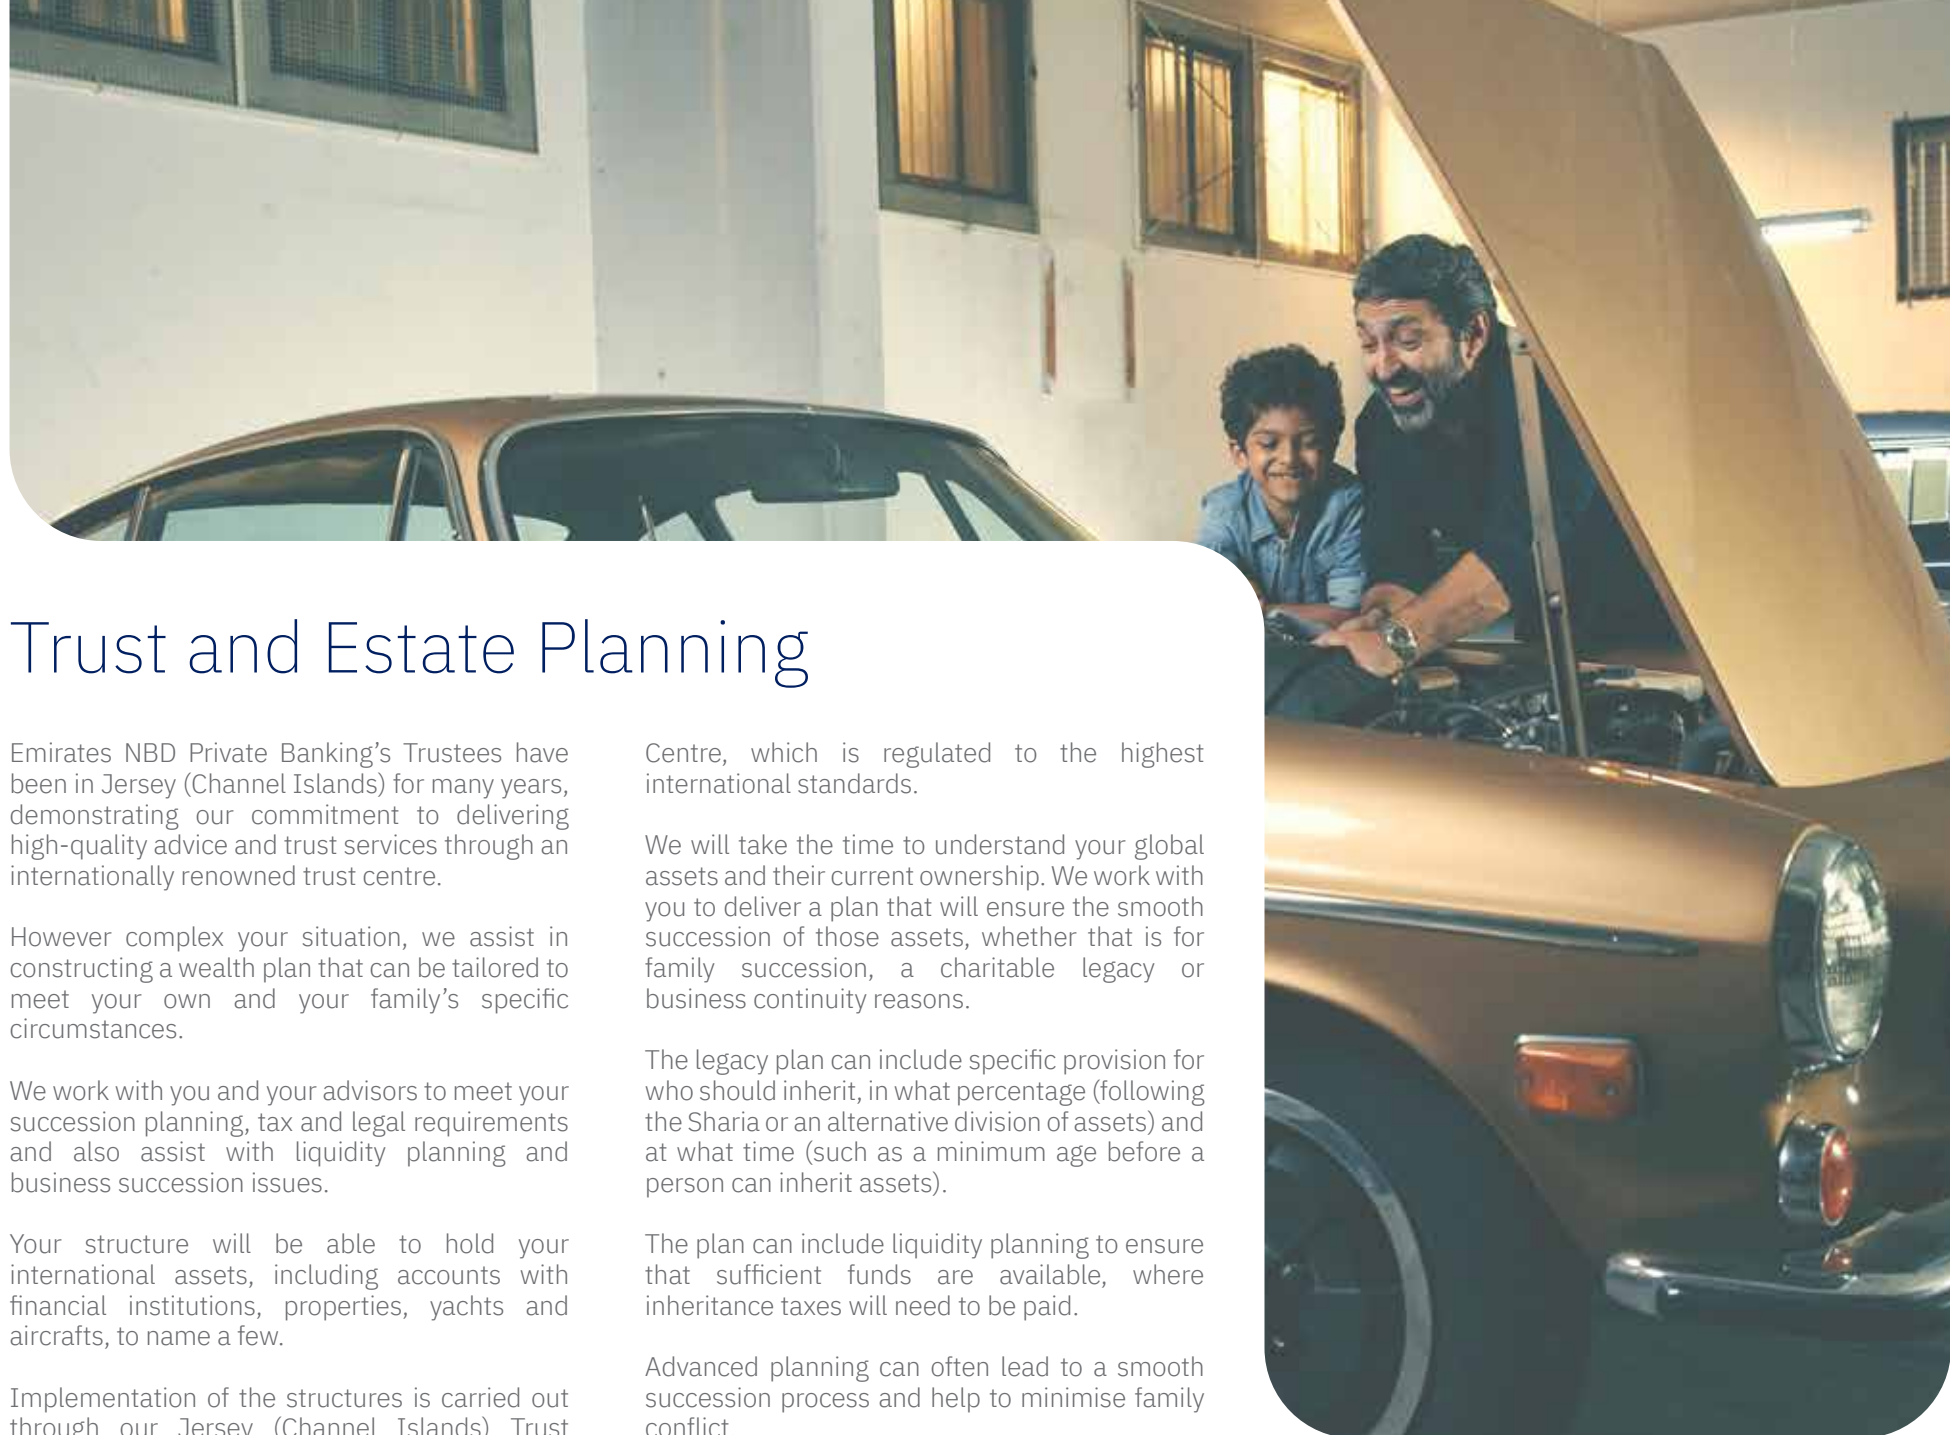 Trust and Estate Planning
Emirates NBD Private Banking’s Trustees have
been in Jersey (Channel Islands) for many years,
demonstrating our commitment to delivering
high-quality advice and trust services through an
internationally renowned trust centre.
However complex your situation, we assist in
constructing a wealth plan that can be tailored to
meet your own and your family’s specific
circumstances.
We work with you and your advisors to meet your
succession planning, tax and legal requirements
and also assist with liquidity planning and
business succession issues.
Your structure will be able to hold your
international assets, including accounts with
financial institutions, properties, yachts and
aircrafts, to name a few.
Implementation of the structures is carried out
through our Jersey (Channel Islands) Trust
Centre, which is regulated to the highest
international standards.
We will take the time to understand your global
assets and their current ownership. We work with
you to deliver a plan that will ensure the smooth
succession of those assets, whether that is for
family succession, a charitable legacy or
business continuity reasons.
The legacy plan can include specific provision for
who should inherit, in what percentage (following
the Sharia or an alternative division of assets) and
at what time (such as a minimum age before a
person can inherit assets).
The plan can include liquidity planning to ensure
that sufficient funds are available, where
inheritance taxes will need to be paid.
Advanced planning can often lead to a smooth
succession process and help to minimise family
conflict